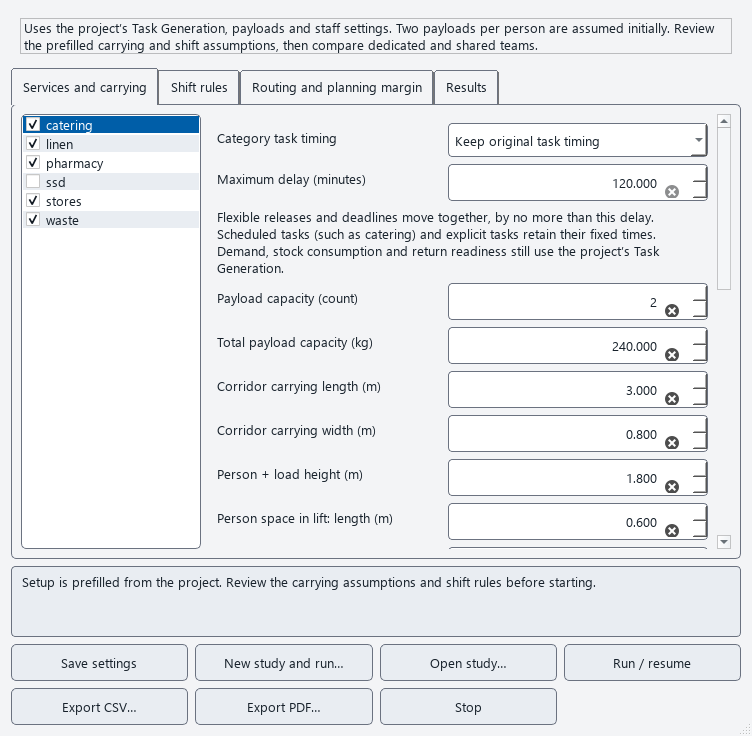 Uses the project's Task Generation, payloads and staff settings. Two payloads per person are assumed initially. Review
the prefilled carrying and shift assumptions, then compare dedicated and shared teams.
Services and carrying
Shift rules
Routing and planning margin
Results
catering
linen
pharmacy
ssd
stores
waste
Category task timing
Keep original task timing
Maximum delay (minutes)
120.000
Flexible releases and deadlines move together, by no more than this delay.
Scheduled tasks (such as catering) and explicit tasks retain their fixed times.
Demand, stock consumption and return readiness still use the project's Task
Generation.
Payload capacity (count)
2
Total payload capacity (kg)
240.000
Corridor carrying length (m)
3.000
Corridor carrying width (m)
0.800
Person + load height (m)
1.800
Person space in lift: length (m)
0.600
Setup is prefilled from the project. Review the carrying assumptions and shift rules before starting.
Save settings
New study and run...
Open study...
Run / resume
Export CSV...
Export PDF...
Stop